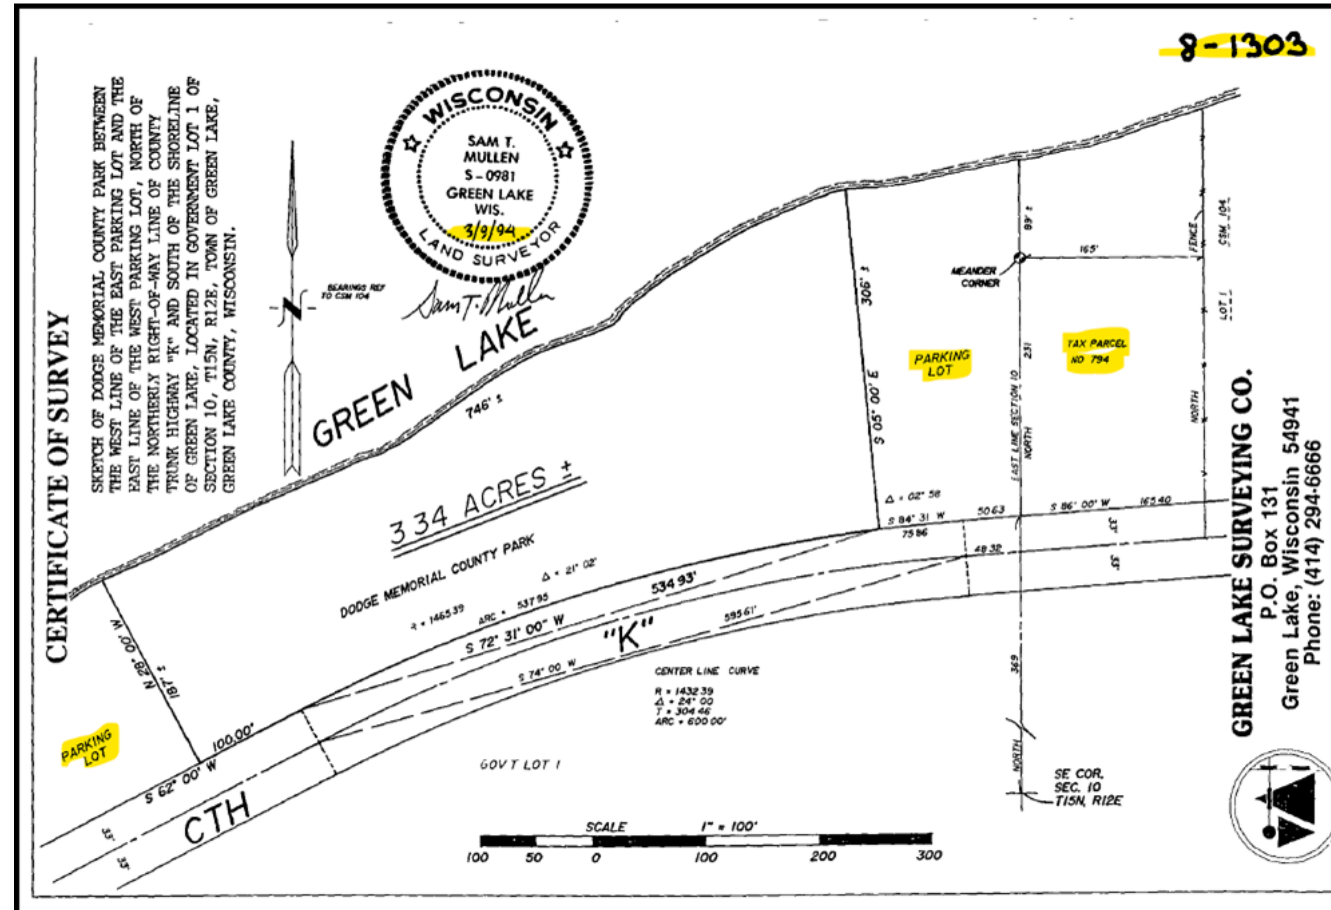 8-1303
CERTIFICATE OF SURVEY
SKETCH OF DODGE MEMORIAL COUNTY PARK BETWEEN
THE WEST LINE OF THE EAST PARKING LOT AND THE
EAST LINE OF THE WEST PARKING LOT, NORTH OF
THE NORTHERLY RIGHT-OF-WAY LINE OF COUNTY
TRUNK HIGHWAY "K" AND SOUTH OF THE SHORELINE
OF GREEN LAKE, LOCATED IN GOVERNMENT LOT 1 OF
SECTION 10, T15N, R12E, TOWN OF GREEN LAKE,
GREEN LAKE COUNTY, WISCONSIN.
N
BEARINGS REF
TO CSM 104
WISCONSIN
SAM T.
MULLEN
S-0981
GREEN LAKE
WIS.
3/9/94
LAND SURVEYOR
Sam T. Mullen
GREEN LAKE
746' ±
334 ACRES ±
DODGE MEMORIAL COUNTY PARK
Δ = 21° 02'
R = 1465.39
ARC = 537.95
534.93'
S 72° 31' 00" W
"K"
595.61'
S 74° 00 W
CENTER LINE CURVE
R = 1432.39
Δ = 24° 00
T = 304.46
ARC = 600.00'
GOV'T LOT 1
N 28° 00' W
187' ±
PARKING
LOT
100.00'
S 62° 00' W
CTH
33'
33'
306' ±
S 05° 00' E
PARKING
LOT
MEANDER
CORNER
89' ±
165'
231
EAST LINE SECTION 10
NORTH
TAX PARCEL
NO 794
FENCE
CSM 104
LOT 1
NORTH
Δ = 02° 58
S 84° 31 W
75.86
50.63
48.32
S 86° 00' W
165.40
33'
33'
369
NORTH
SE COR.
SEC. 10
T15N, R12E
SCALE 1" = 100'
100 50 0 100 200 300
GREEN LAKE SURVEYING CO.
P.O. Box 131
Green Lake, Wisconsin 54941
Phone: (414) 294-6666